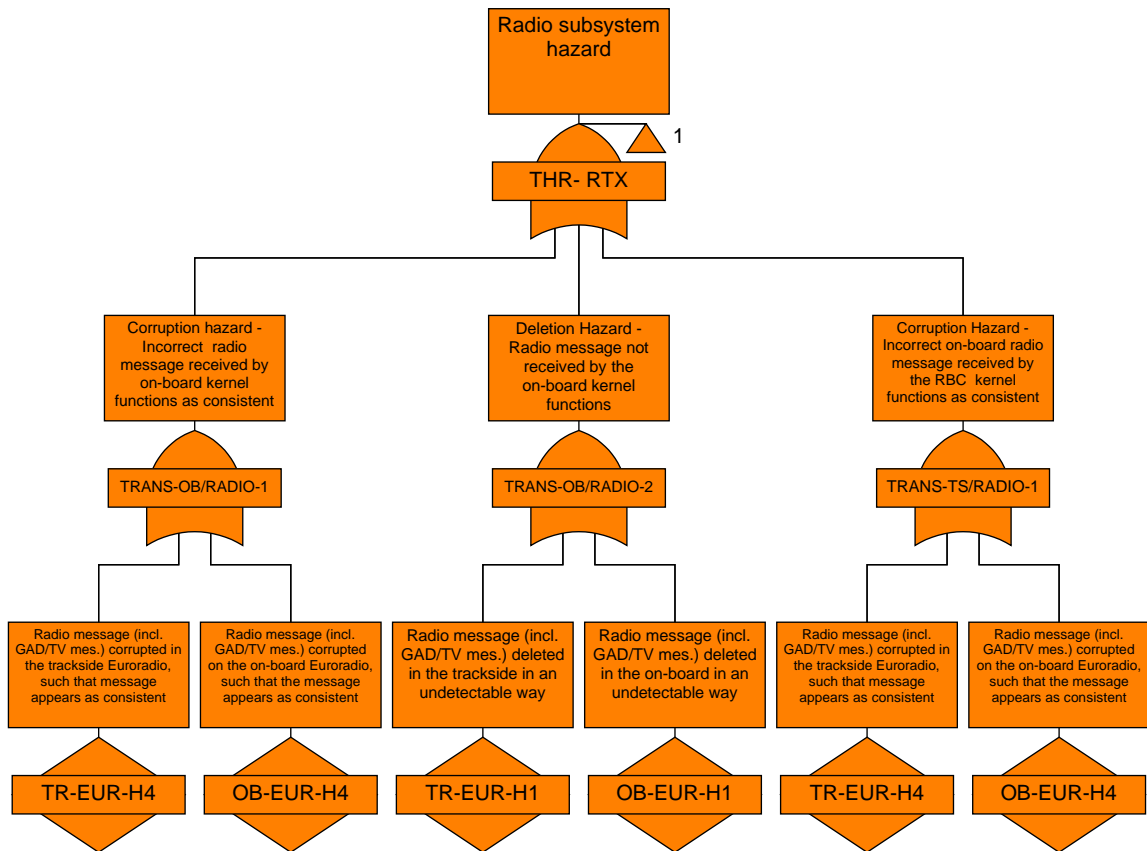 Radio subsystem
hazard
1
THR- RTX
Corruption hazard -
Incorrect radio
message received by
on-board kernel
functions as consistent
Deletion Hazard -
Radio message not
received by the
on-board kernel
functions
Corruption Hazard -
Incorrect on-board radio
message received by
the RBC kernel
functions as consistent
TRANS-OB/RADIO-1
TRANS-OB/RADIO-2
TRANS-TS/RADIO-1
Radio message (incl.
GAD/TV mes.) corrupted in
the trackside Euroradio,
such that message
appears as consistent
Radio message (incl.
GAD/TV mes.) corrupted
on the on-board Euroradio,
such that the message
appears as consistent
Radio message (incl.
GAD/TV mes.) deleted
in the trackside in an
undetectable way
Radio message (incl.
GAD/TV mes.) deleted
in the on-board in an
undetectable way
Radio message (incl.
GAD/TV mes.) corrupted in
the trackside Euroradio,
such that message
appears as consistent
Radio message (incl.
GAD/TV mes.) corrupted
on the on-board Euroradio,
such that the message
appears as consistent
TR-EUR-H4
OB-EUR-H4
TR-EUR-H1
OB-EUR-H1
TR-EUR-H4
OB-EUR-H4